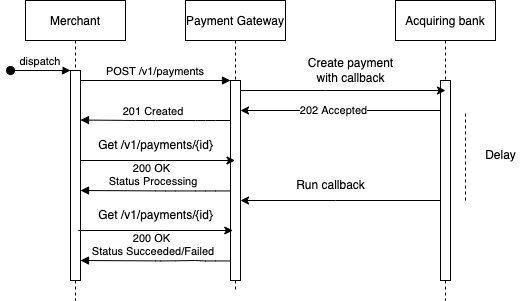 Merchant
Payment Gateway
Acquiring bank
dispatch
POST /v1/payments
Create payment
with callback
201 Created
202 Accepted
Get /v1/payments/{id}
Delay
200 OK
Status Processing
Run callback
Get /v1/payments/{id}
200 OK
Status Succeeded/Failed